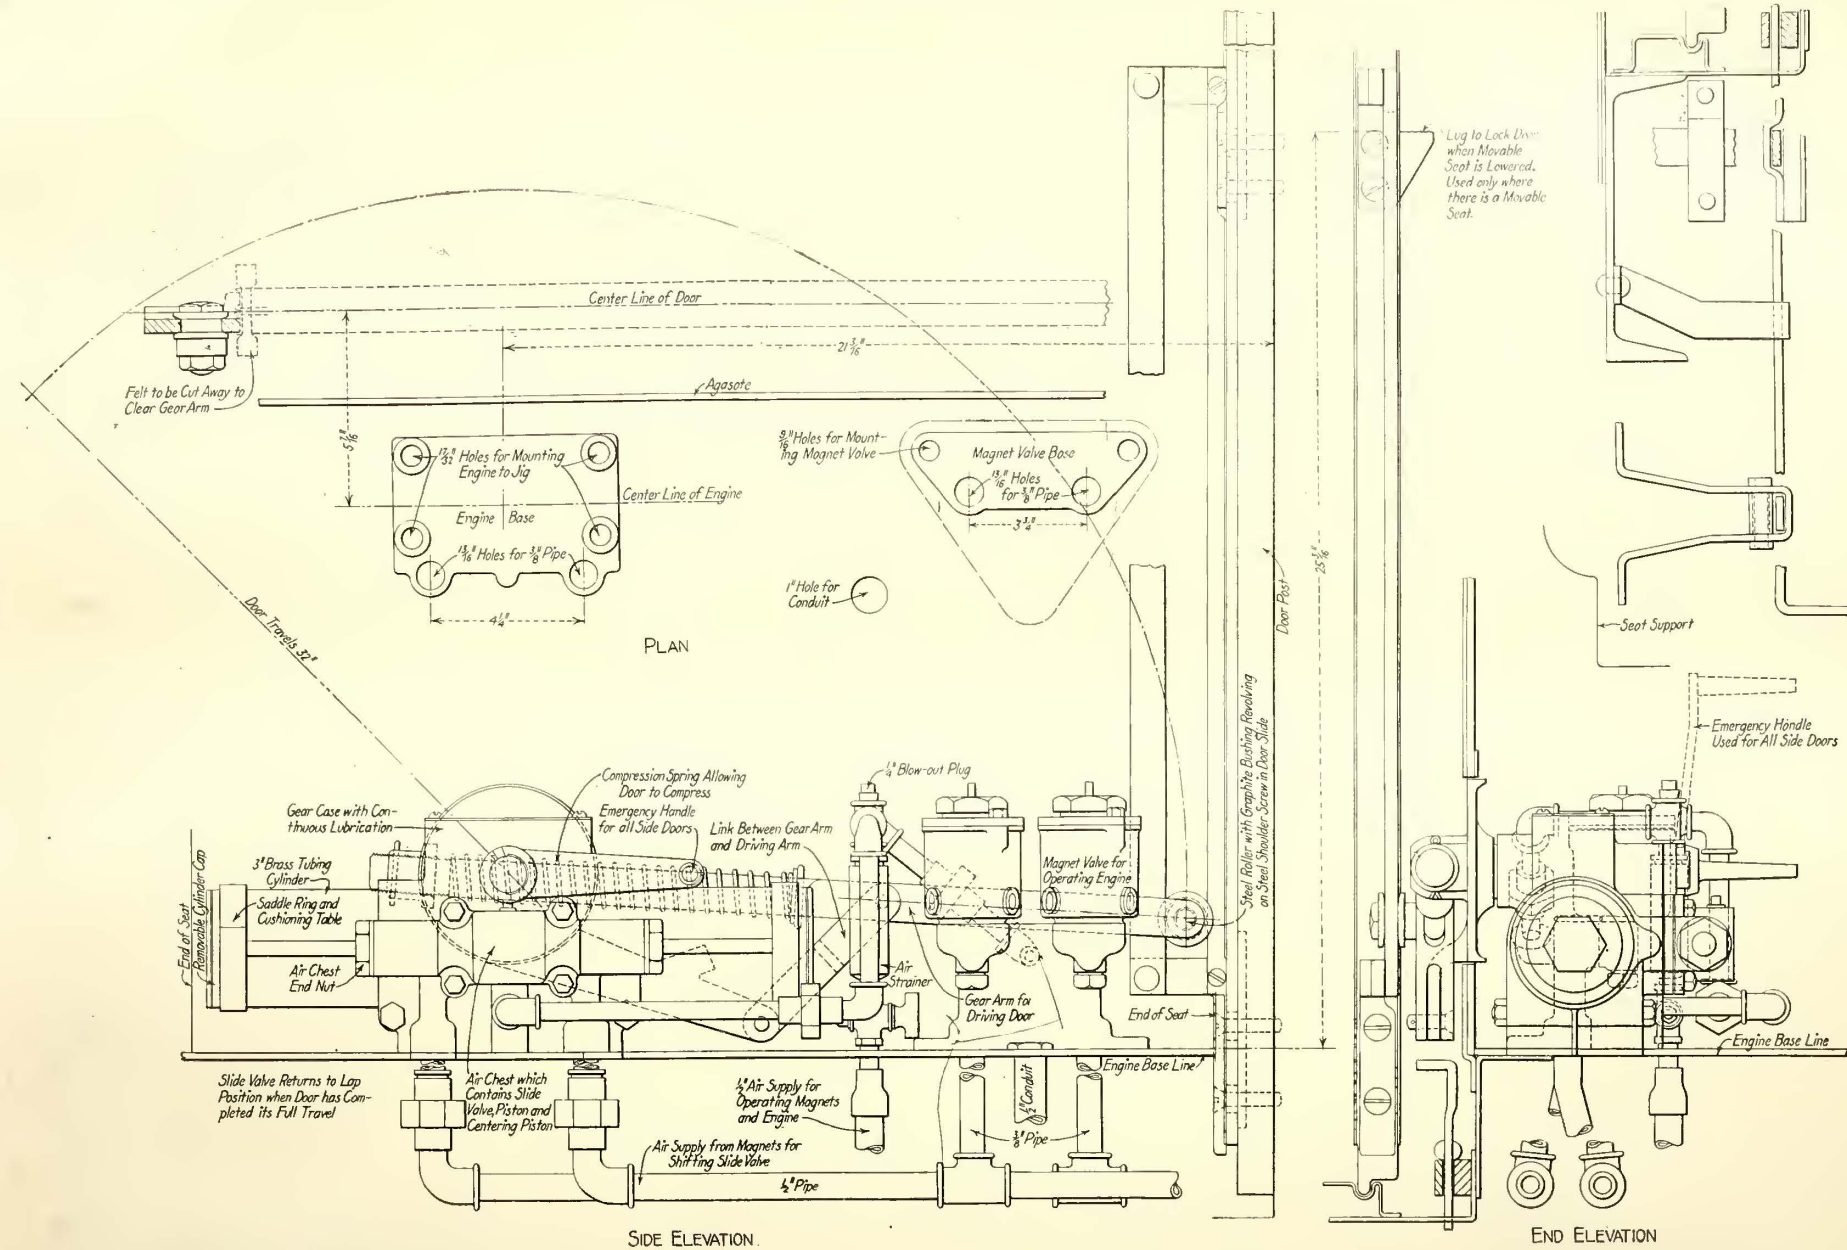 Lug to Lock Door
when Movable
Seat is Lowered.
Used only where
there is a Movable
Seat.
Center Line of Door
21 3/16"
Felt to be Cut Away to
Clear Gear Arm
Agasote
17/32" Holes for Mounting
Engine to Jig
Center Line of Engine
Engine Base
13/16" Holes for 3/8" Pipe
4 1/4"
9/16" Holes for Mount-
ing Magnet Valve
Magnet Valve Base
13/16" Holes
for 3/8" Pipe
3 3/4"
1" Hole for
Conduit
Door Post
Door Travels 32"
PLAN
Seat Support
Emergency Handle
Used for All Side Doors
Steel Roller with Graphite Bushing Revolving
on Steel Shoulder Screw in Door Slide
1/4" Blow-out Plug
Compression Spring Allowing
Door to Compress
Emergency Handle
for all Side Doors
Link Between Gear Arm
and Driving Arm
Gear Case with Con-
tinuous Lubrication
3" Brass Tubing
Cylinder
Saddle Ring and
Cushioning Table
End of Seat
Removable Cylinder Cap
Air Chest
End Nut
Magnet Valve for
Operating Engine
Air
Strainer
Gear Arm for
Driving Door
End of Seat
Engine Base Line
Engine Base Line
Slide Valve Returns to Lap
Position when Door has Com-
pleted its Full Travel
Air Chest which
Contains Slide
Valve, Piston and
Centering Piston
1/2" Air Supply for
Operating Magnets
and Engine
1/2" Conduit
3/8" Pipe
Air Supply from Magnets for
Shifting Slide Valve
1/2" Pipe
SIDE ELEVATION.
END ELEVATION